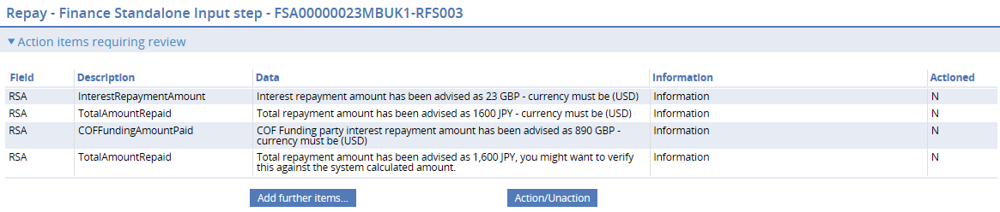 Repay - Finance Standalone Input step - FSA00000023MBUK1-RFS003
Action items requiring review
Field Description Data Information Actioned
RSA InterestRepaymentAmount Interest repayment amount has been advised as 23 GBP - currency must be (USD) Information N
RSA TotalAmountRepaid Total repayment amount has been advised as 1600 JPY - currency must be (USD) Information N
RSA COFFundingAmountPaid COF Funding party interest repayment amount has been advised as 890 GBP - Information N
currency must be (USD)
RSA TotalAmountRepaid Total repayment amount has been advised as 1,600 JPY, you might want to verify Information N
this against the system calculated amount.
Add further items... Action/Unaction